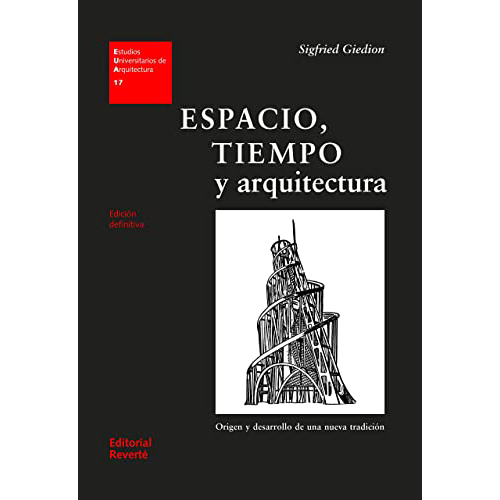 Estudios
Universitarios de
Arquitectura
17
Sigfried Giedion
ESPACIO,
TIEMPO
y arquitectura
Edición
definitiva
Origen y desarrollo de una nueva tradición
Editorial
Reverté